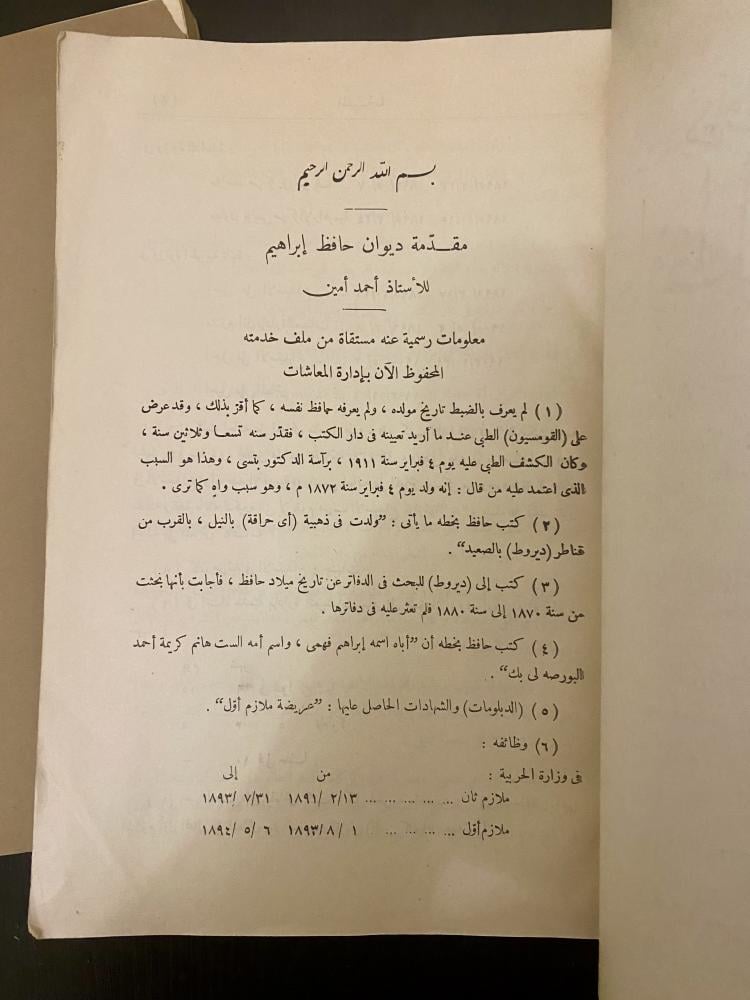 بسم الله الرحمن الرحيم
مقدّمة ديوان حافظ إبراهيم
للأستاذ أحمد أمين
معلومات رسمية عنه مستقاة من ملف خدمته
المحفوظ الآن بإدارة المعاشات
(١) لم يعرف بالضبط تاريخ مولده ، ولم يعرفه حافظ نفسه ، كما أقرّ بذلك ، وقد عرض
على (القومسيون) الطبى عند ما أريد تعيينه فى دار الكتب ، فقدّر سنه تسعا وثلاثين سنة ،
وكان الكشف الطبى عليه يوم ٤ فبراير سنة ١٩١١ ، برآسة الدكتور بتسى ، وهذا هو السبب
الذى اعتمد عليه من قال : إنه ولد يوم ٤ فبراير سنة ١٨٧٢ م ، وهو سبب واهٍ كما ترى .
(٢) كتب حافظ بخطه ما يأتى : ”ولدت فى ذهبية (أى حراقة) بالنيل ، بالقرب من
قناطر (ديروط) بالصعيد“ .
(٣) كتب إلى (ديروط) للبحث فى الدفاتر عن تاريخ ميلاد حافظ ، فأجابت بأنها بحثت
من سنة ١٨٧٠ إلى سنة ١٨٨٠ فلم تعثر عليه فى دفاترها .
(٤) كتب حافظ بخطه أن ”أباه اسمه إبراهيم فهمى ، واسم أمه الست هانم كريمة أحمد
البورصه لى بك“ .
(٥) (الدبلومات) والشهادات الحاصل عليها : ”عريضة ملازم أوّل“ .
(٦) وظائفه :
فى وزارة الحربية : من إلى
ملازم ثان ... ... ... ... ... ١٨٩١/ ٢/١٣ ١٨٩٣/ ٧/٣١
ملازم أوّل ... ... ... ... ١ /١٨٩٣/٨ ٦ /٥ /١٨٩٤